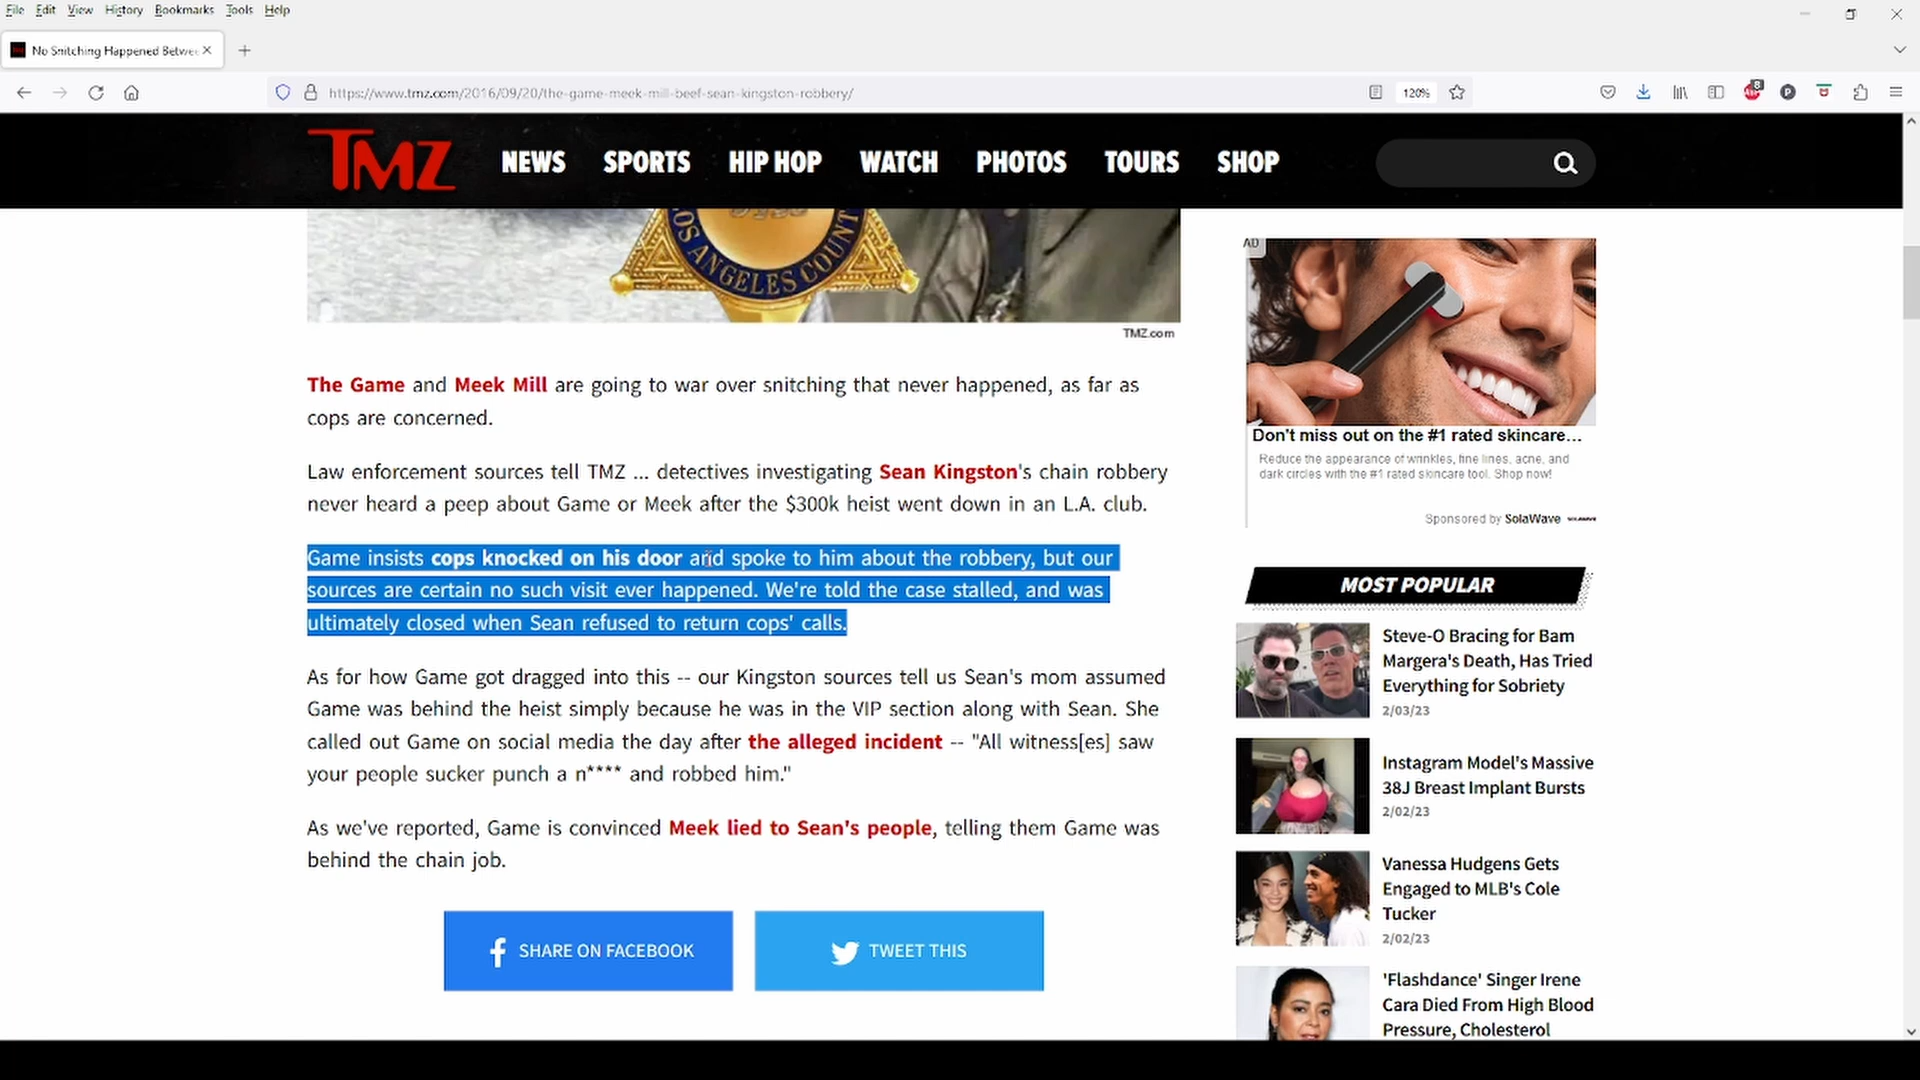 File Edit View History Bookmarks Tools Help
No Snitching Happened Betwe
https://www.tmz.com/2016/09/20/the-game-meek-mill-beef-sean-kingston-robbery/
120%
8
ABP
P
TMZ
NEWS SPORTS HIP HOP WATCH PHOTOS TOURS SHOP
LOS ANGELES COUNTY
TMZ.com
The Game and Meek Mill are going to war over snitching that never happened, as far as
cops are concerned.
Law enforcement sources tell TMZ ... detectives investigating Sean Kingston's chain robbery
never heard a peep about Game or Meek after the $300k heist went down in an L.A. club.
Game insists cops knocked on his door and spoke to him about the robbery, but our
sources are certain no such visit ever happened. We're told the case stalled, and was
ultimately closed when Sean refused to return cops' calls.
As for how Game got dragged into this -- our Kingston sources tell us Sean's mom assumed
Game was behind the heist simply because he was in the VIP section along with Sean. She
called out Game on social media the day after the alleged incident -- "All witness[es] saw
your people sucker punch a n**** and robbed him."
As we've reported, Game is convinced Meek lied to Sean's people, telling them Game was
behind the chain job.
SHARE ON FACEBOOK
TWEET THIS
AD
Don't miss out on the #1 rated skincare...
Reduce the appearance of wrinkles, fine lines, acne, and
dark circles with the #1 rated skincare tool. Shop now!
Sponsored by SolaWave
MOST POPULAR
Steve-O Bracing for Bam
Margera's Death, Has Tried
Everything for Sobriety
2/03/23
Instagram Model's Massive
38J Breast Implant Bursts
2/02/23
Vanessa Hudgens Gets
Engaged to MLB's Cole
Tucker
2/02/23
'Flashdance' Singer Irene
Cara Died From High Blood
Pressure, Cholesterol